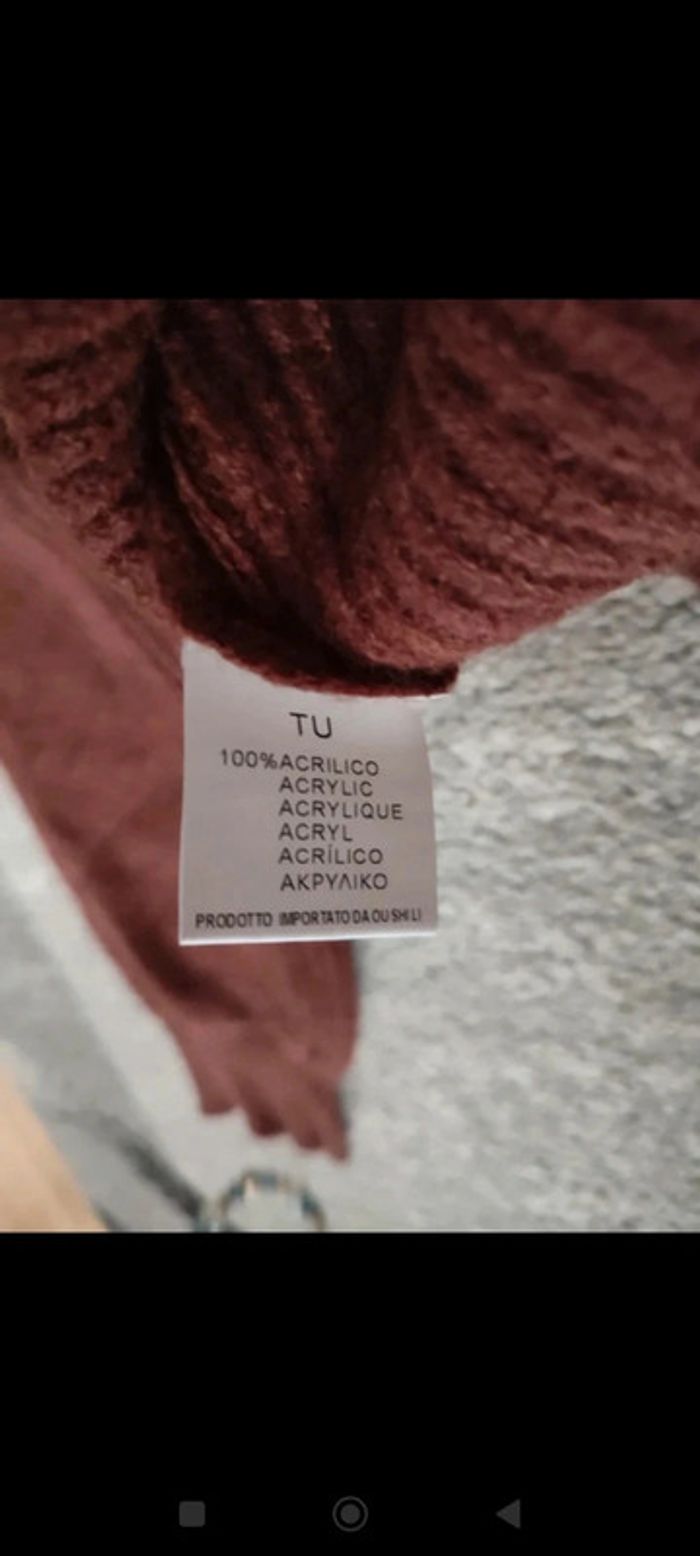 TU
100%ACRILICO
ACRYLIC
ACRYLIQUE
ACRYL
ACRÍLICO
ΑΚΡΥΛΙΚΟ
PRODOTTO IMPORTATO DA OU SHI LI